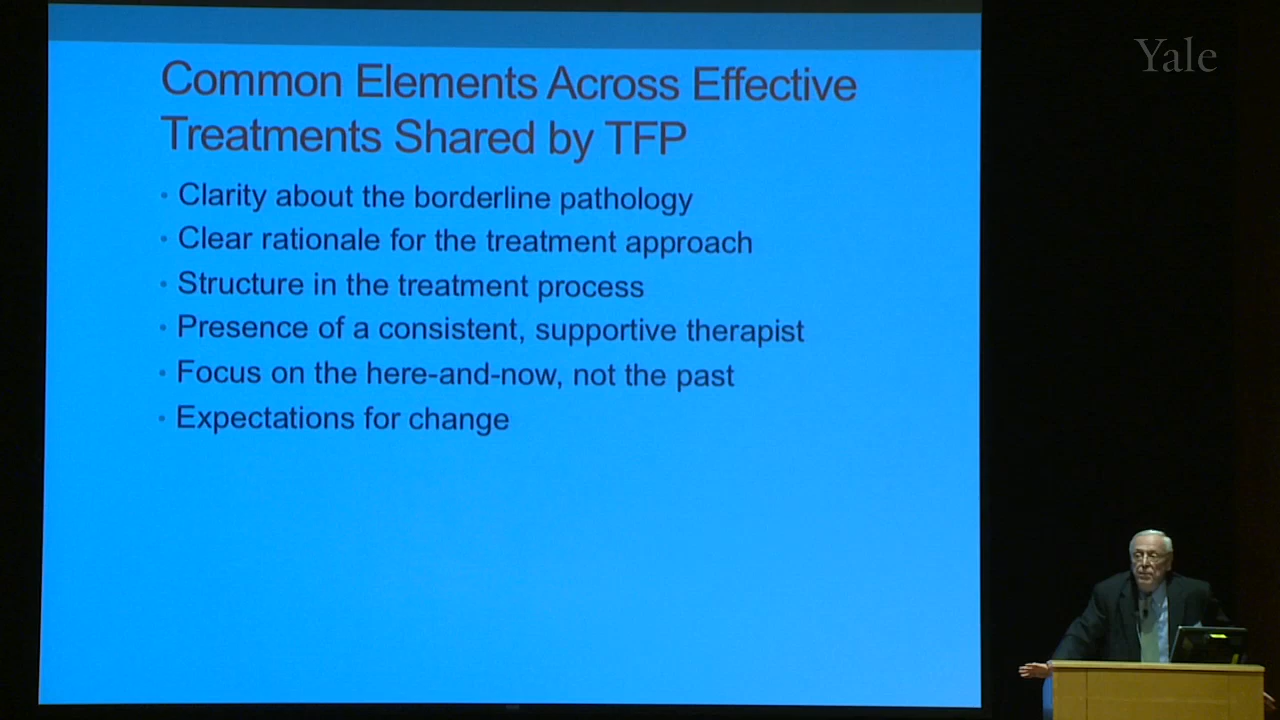 Yale
Common Elements Across Effective
Treatments Shared by TFP
• Clarity about the borderline pathology
• Clear rationale for the treatment approach
• Structure in the treatment process
• Presence of a consistent, supportive therapist
• Focus on the here-and-now, not the past
• Expectations for change